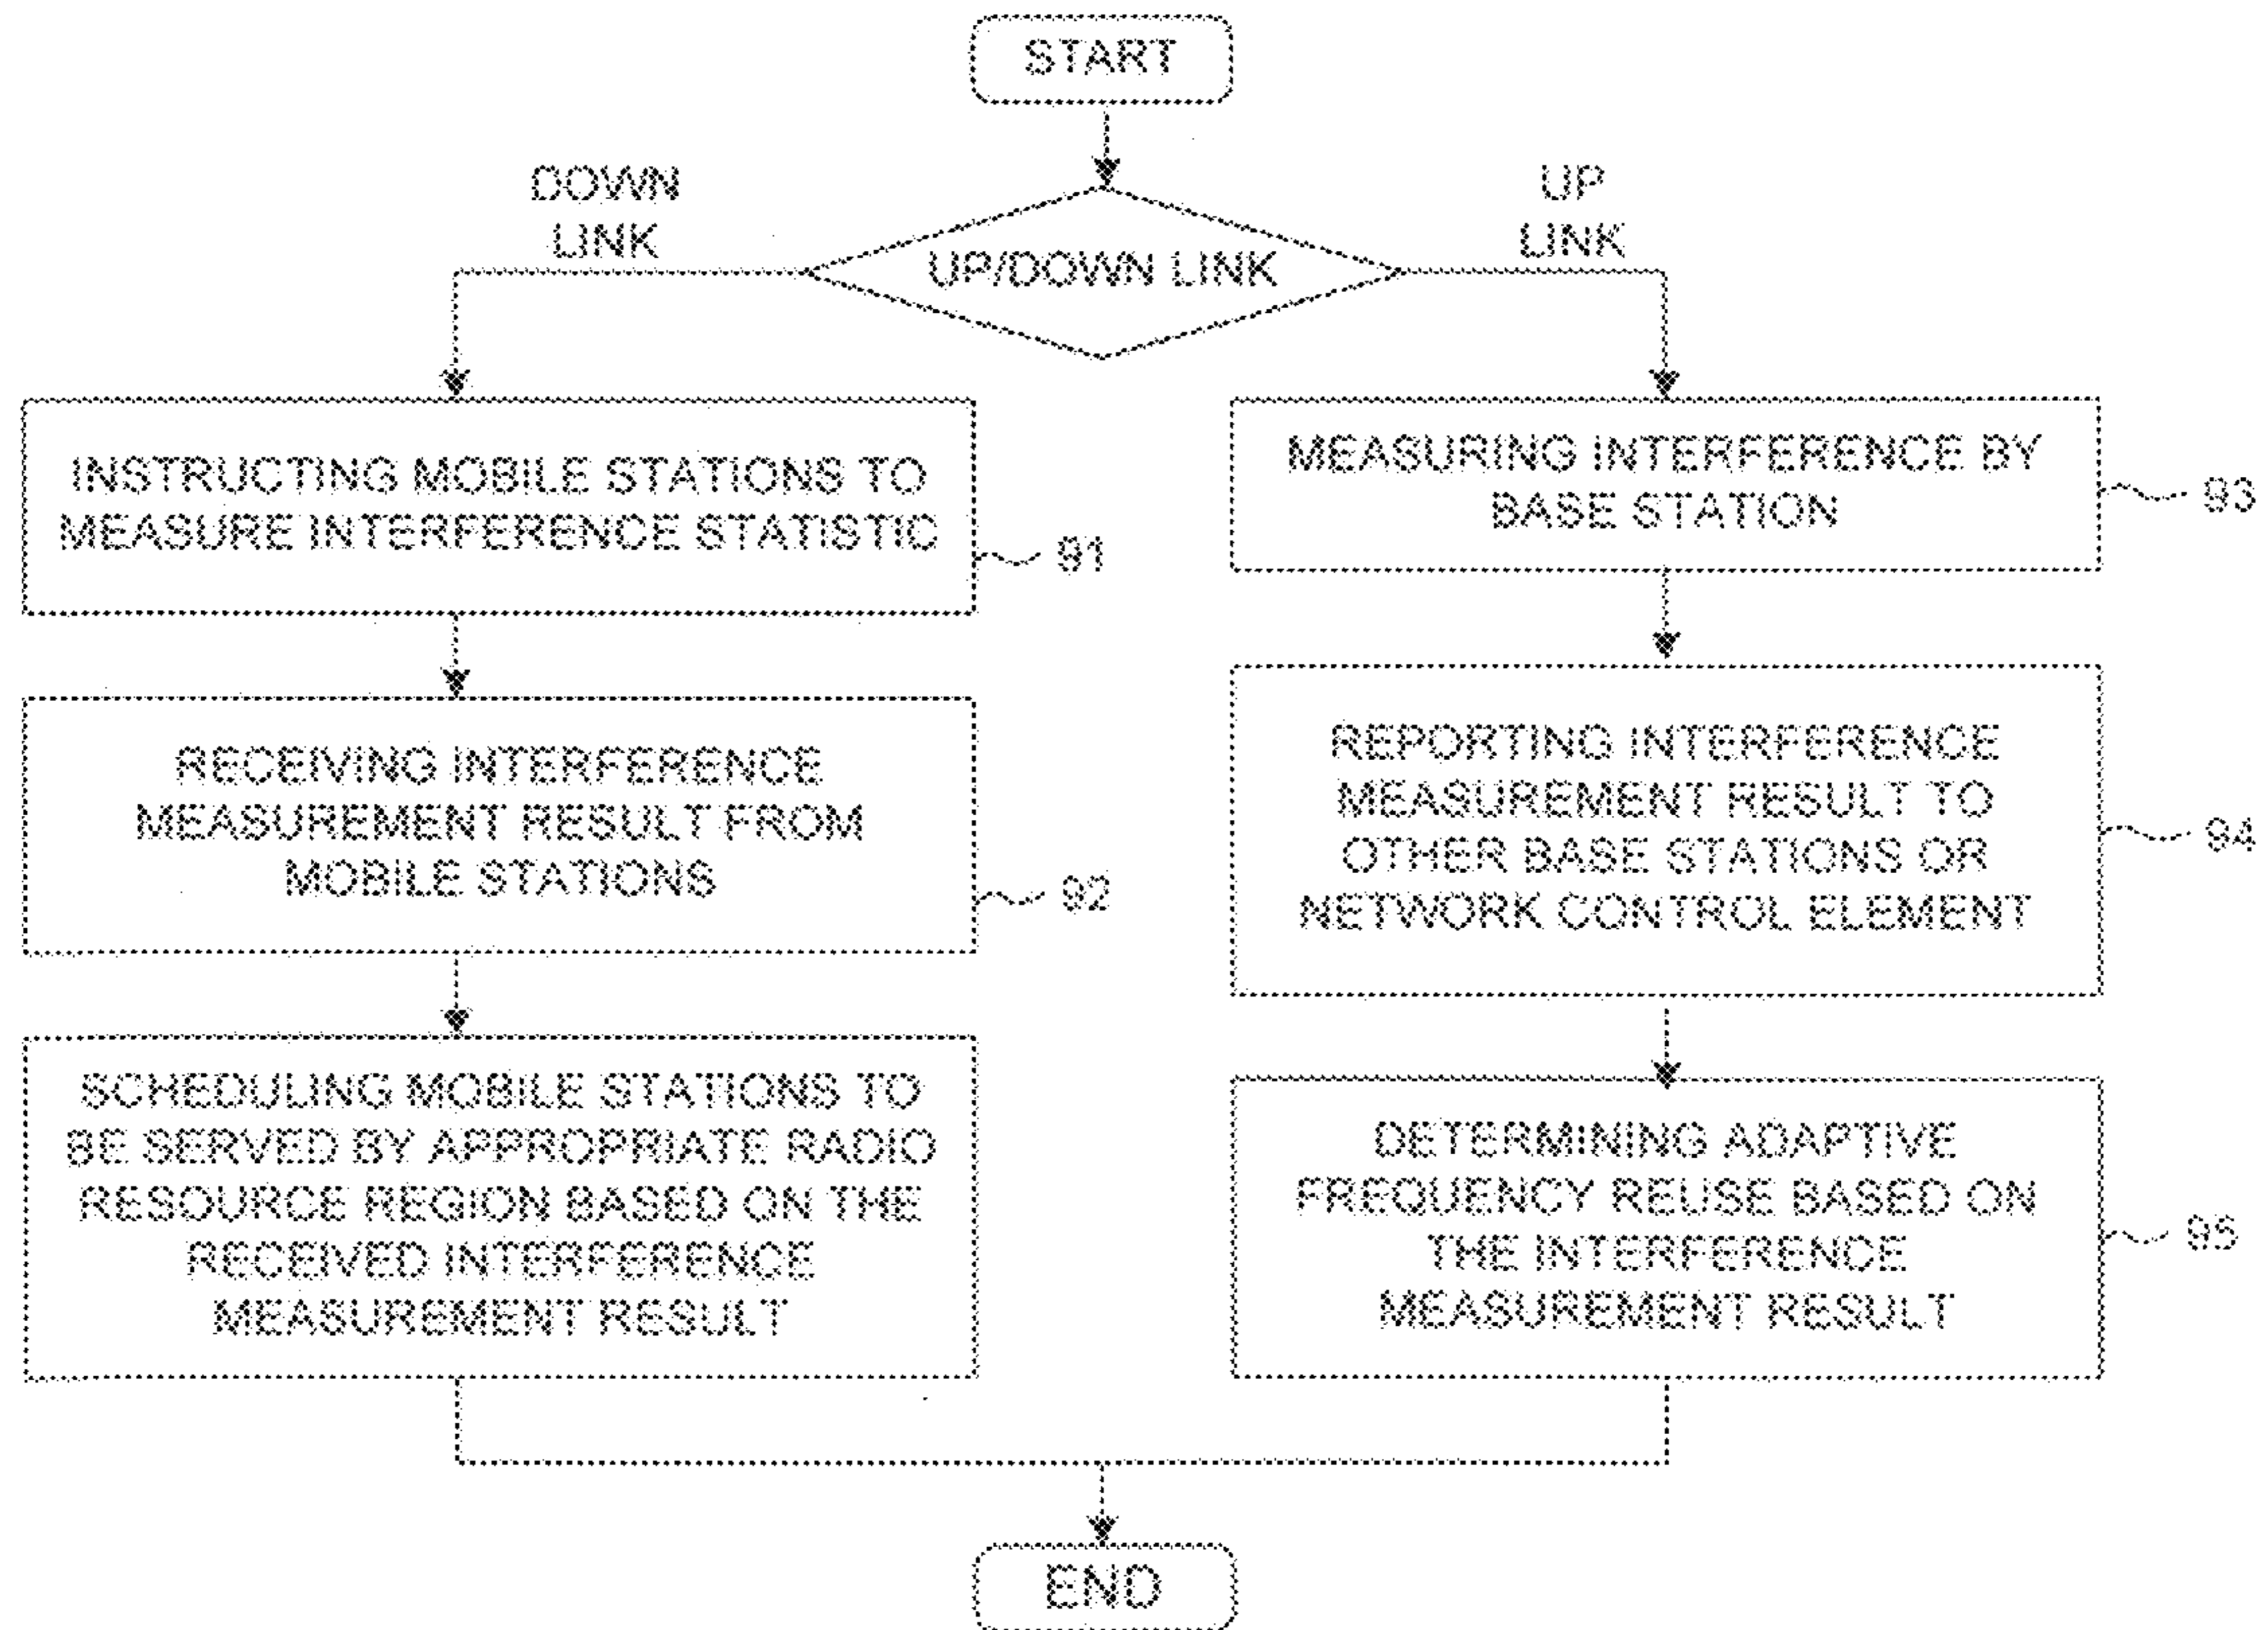 START
DOWN
LINK
UP/DOWN LINK
UP
LINK
INSTRUCTING MOBILE STATIONS TO
MEASURE INTERFERENCE STATISTIC
91
RECEIVING INTERFERENCE
MEASUREMENT RESULT FROM
MOBILE STATIONS
92
SCHEDULING MOBILE STATIONS TO
BE SERVED BY APPROPRIATE RADIO
RESOURCE REGION BASED ON THE
RECEIVED INTERFERENCE
MEASUREMENT RESULT
MEASURING INTERFERENCE BY
BASE STATION
93
REPORTING INTERFERENCE
MEASUREMENT RESULT TO
OTHER BASE STATIONS OR
NETWORK CONTROL ELEMENT
94
DETERMINING ADAPTIVE
FREQUENCY REUSE BASED ON
THE INTERFERENCE
MEASUREMENT RESULT
95
END